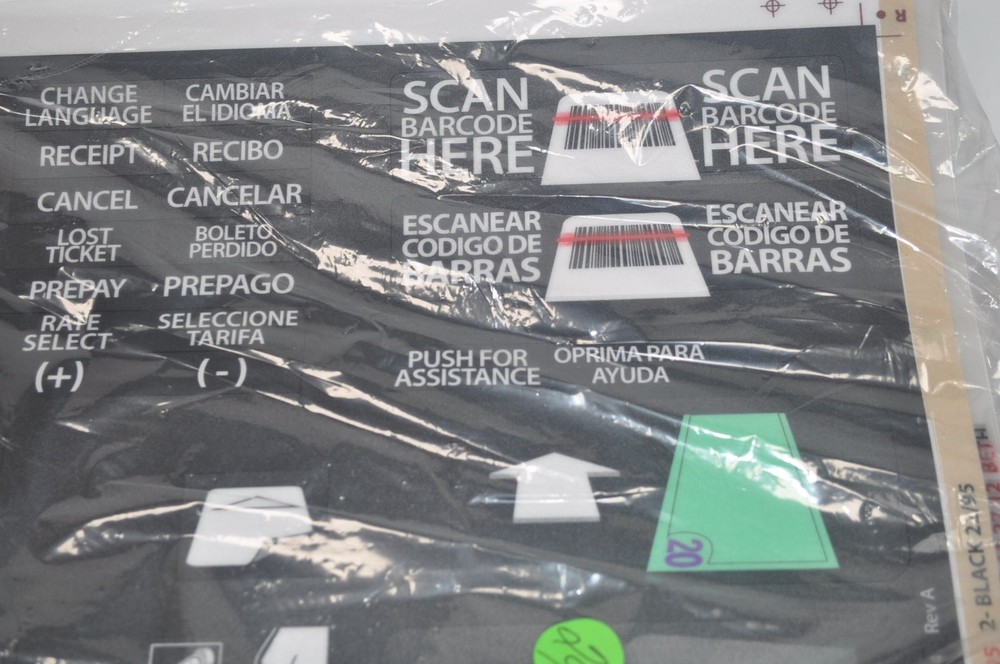 CHANGE
LANGUAGE
CAMBIAR
EL IDIOMA
RECEIPT
RECIBO
CANCEL
CANCELAR
LOST
TICKET
BOLETO
PERDIDO
PREPAY
PREPAGO
RATE
SELECT
SELECCIONE
TARIFA
(+)
(-)
SCAN
BARCODE
HERE
SCAN
BARCODE
HERE
ESCANEAR
CODIGO DE
BARRAS
ESCANEAR
CODIGO DE
BARRAS
PUSH FOR
ASSISTANCE
OPRIMA PARA
AYUDA
20
Rev A
2- BLACK
BETH
R